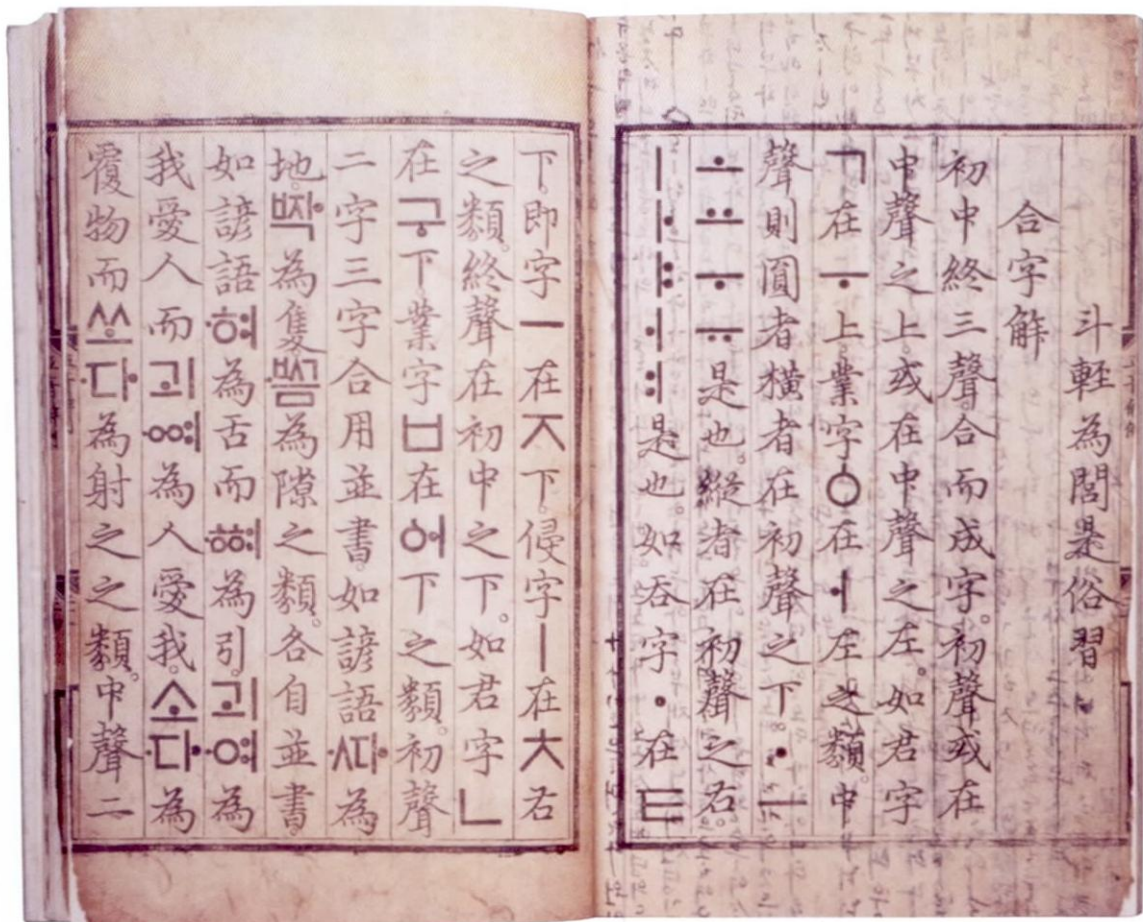 斗輕為閭是俗習
合字解
初中終三聲合而成字。初聲或在
中聲之上。或在中聲之左。如君字
ㄱ在ㅜ上。業字ㆁ在ㅓ左之類。中
聲則圓者橫者在初聲之下。ㆍㅡ
ㅗㅛㅜㅠ是也。縱者在初聲之右。
ㅣㅏㅑㅓㅕ是也。如吞字ㆍ在ㅌ
下。即字ㅡ在ㅈ下。侵字ㅣ在ㅊ右
之類。終聲在初中之下。如君字ㄴ
在구下。業字ㅂ在ᅌᅥ下之類。初聲
二字三字合用並書。如諺語ᄯᅡ為
地。ᄧᅡᆨ為隻。ᄢᅳᆷ為隙之類。各自並書
如諺語혀為舌而ᅘᅧ為引。괴여為
我愛人而괴ᅇᅧ為人愛我。소다為
覆物而쏘다為射之之類。中聲二